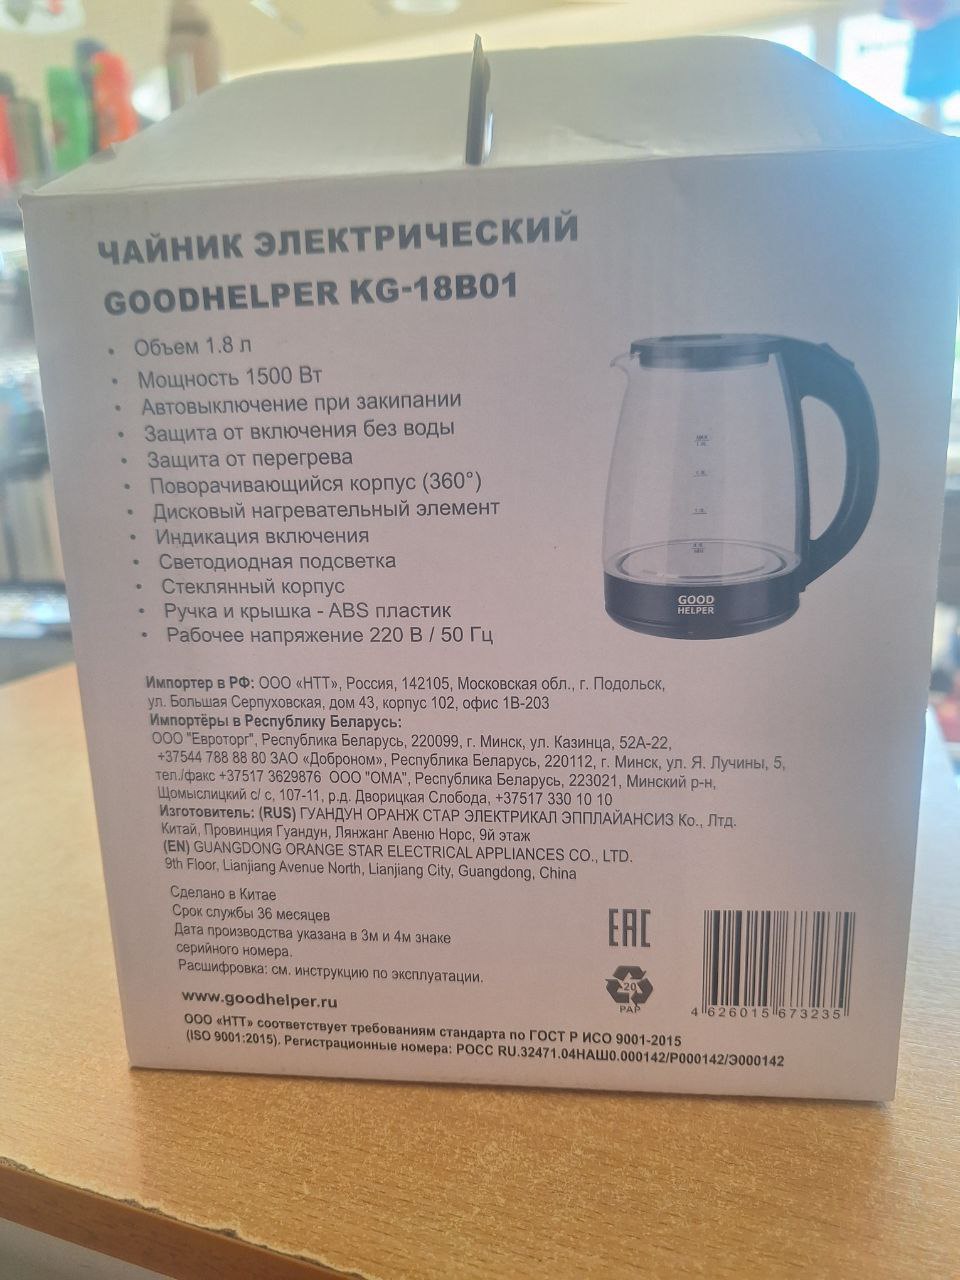 ЧАЙНИК ЭЛЕКТРИЧЕСКИЙ
GOODHELPER KG-18B01
• Объем 1.8 л
• Мощность 1500 Вт
• Автовыключение при закипании
• Защита от включения без воды
• Защита от перегрева
• Поворачивающийся корпус (360°)
• Дисковый нагревательный элемент
• Индикация включения
• Светодиодная подсветка
• Стеклянный корпус
• Ручка и крышка - ABS пластик
• Рабочее напряжение 220 В / 50 Гц
GOOD
HELPER
Импортер в РФ: ООО «НТТ», Россия, 142105, Московская обл., г. Подольск,
ул. Большая Серпуховская, дом 43, корпус 102, офис 1В-203
Импортёры в Республику Беларусь:
ООО "Евроторг", Республика Беларусь, 220099, г. Минск, ул. Казинца, 52А-22,
+37544 788 88 80 ЗАО «Доброном», Республика Беларусь, 220112, г. Минск, ул. Я. Лучины, 5,
тел./факс +37517 3629876 ООО "ОМА", Республика Беларусь, 223021, Минский р-н,
Щомыслицкий с/ с, 107-11, р.д. Дворицкая Слобода, +37517 330 10 10
Изготовитель: (RUS) ГУАНДУН ОРАНЖ СТАР ЭЛЕКТРИКАЛ ЭППЛАЙАНСИЗ Ко., Лтд.
Китай, Провинция Гуандун, Лянжанг Авеню Норс, 9й этаж
(EN) GUANGDONG ORANGE STAR ELECTRICAL APPLIANCES CO., LTD.
9th Floor, Lianjiang Avenue North, Lianjiang City, Guangdong, China
Сделано в Китае
Срок службы 36 месяцев
Дата производства указана в 3м и 4м знаке
серийного номера.
Расшифровка: см. инструкцию по эксплуатации.
www.goodhelper.ru
EAC
20
PAP
4 626015 673235
ООО «НТТ» соответствует требованиям стандарта по ГОСТ Р ИСО 9001-2015
(ISO 9001:2015). Регистрационные номера: РОСС RU.32471.04НАШ0.000142/Р000142/Э000142